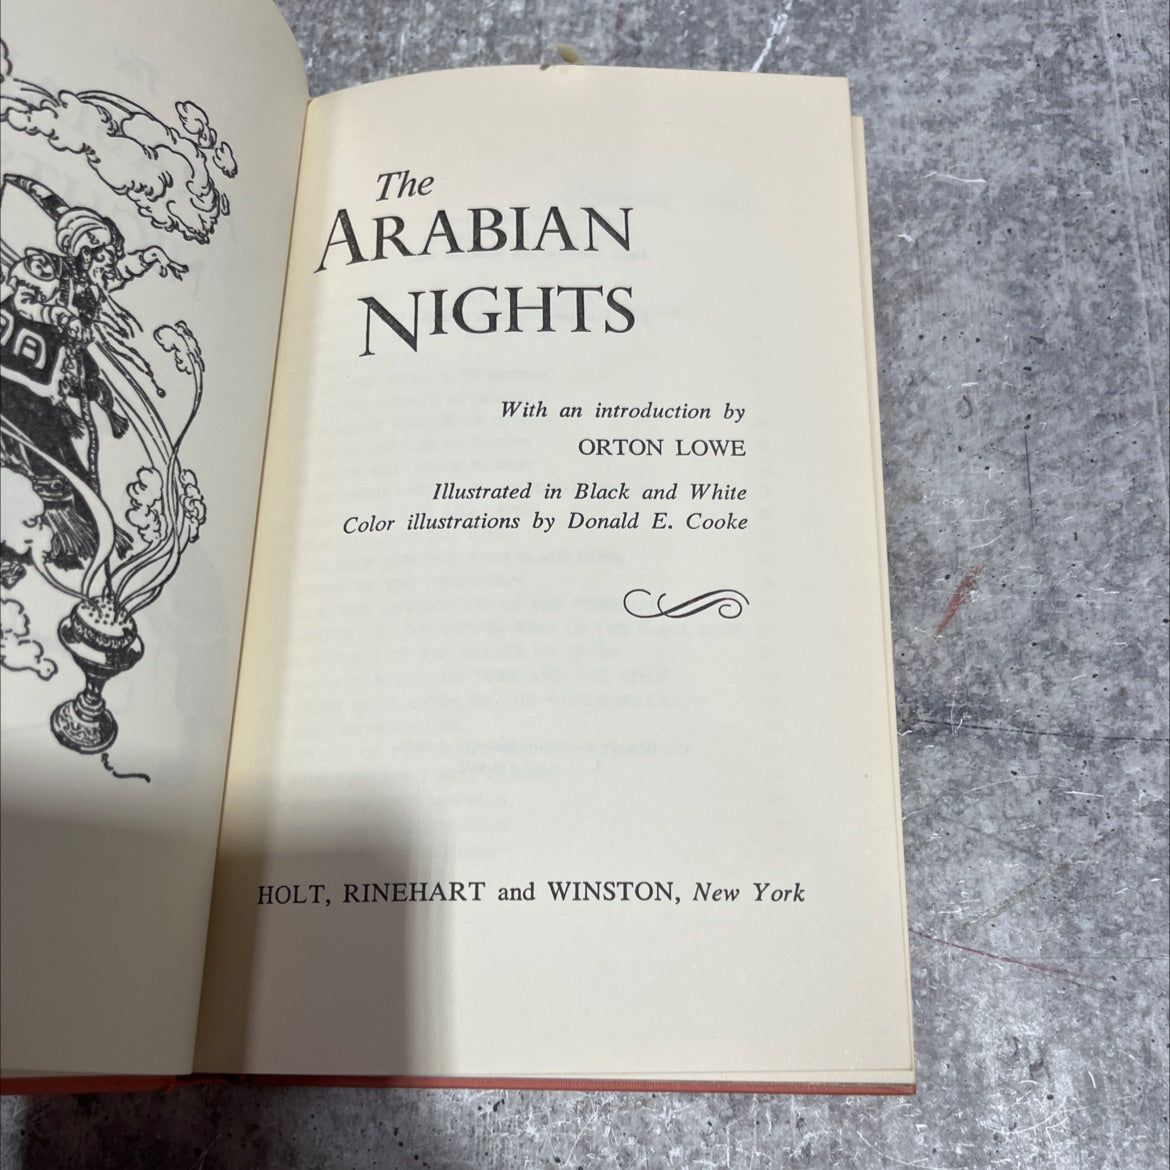 The
ARABIAN
NIGHTS
With an introduction by
ORTON LOWE
Illustrated in Black and White
Color illustrations by Donald E. Cooke
HOLT, RINEHART and WINSTON, New York